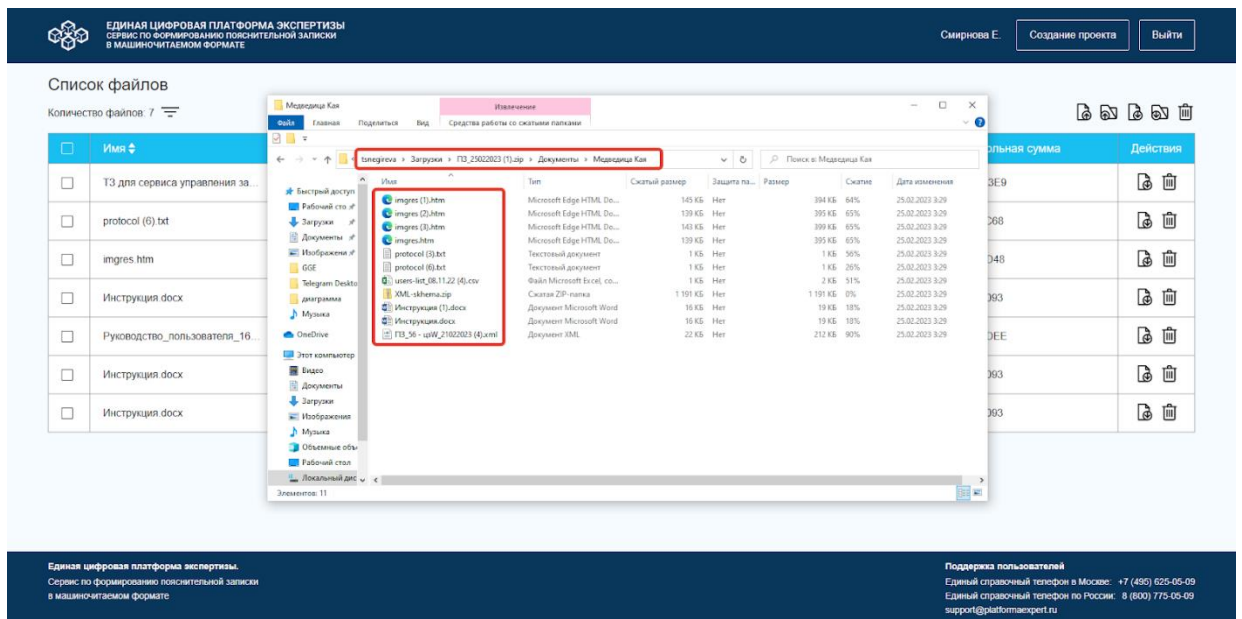 ЕДИНАЯ ЦИФРОВАЯ ПЛАТФОРМА ЭКСПЕРТИЗЫ
СЕРВИС ПО ФОРМИРОВАНИЮ ПОЯСНИТЕЛЬНОЙ ЗАПИСКИ
В МАШИНОЧИТАЕМОМ ФОРМАТЕ
Смирнова Е. Создание проекта Выйти
Список файлов
Количество файлов: 7
Имя
ольная сумма Действия
ТЗ для сервиса управления за...
3E9
protocol (6).txt
C68
imgres.htm
D48
Инструкция.docx
093
Руководство_пользователя_16...
DEE
Инструкция.docx
093
Инструкция.docx
093
Медведица Кая Извлечение
Файл Главная Поделиться Вид Средства работы со сжатыми папками
tsnegireva › Загрузки › ПЗ_25022023 (1).zip › Документы › Медведица Кая
Поиск в: Медведица Кая
Быстрый доступ
Рабочий сто
Загрузки
Документы
Изображени
GGE
Telegram Deskto
диаграмма
Музыка
OneDrive
Этот компьютер
Видео
Документы
Загрузки
Изображения
Музыка
Объемные объ
Рабочий стол
Локальный дис
Имя Тип Сжатый размер Защита па... Размер Сжатие Дата изменения
imgres (1).htm Microsoft Edge HTML Do... 145 КБ Нет 394 КБ 64% 25.02.2023 3:29
imgres (2).htm Microsoft Edge HTML Do... 139 КБ Нет 395 КБ 65% 25.02.2023 3:29
imgres (3).htm Microsoft Edge HTML Do... 143 КБ Нет 399 КБ 65% 25.02.2023 3:29
imgres.htm Microsoft Edge HTML Do... 139 КБ Нет 395 КБ 65% 25.02.2023 3:29
protocol (3).txt Текстовый документ 1 КБ Нет 1 КБ 56% 25.02.2023 3:29
protocol (6).txt Текстовый документ 1 КБ Нет 1 КБ 26% 25.02.2023 3:29
users-list_08.11.22 (4).csv Файл Microsoft Excel, со... 1 КБ Нет 2 КБ 51% 25.02.2023 3:29
XML-skhema.zip Сжатая ZIP-папка 1 191 КБ Нет 1 191 КБ 0% 25.02.2023 3:29
Инструкция (1).docx Документ Microsoft Word 16 КБ Нет 19 КБ 18% 25.02.2023 3:29
Инструкция.docx Документ Microsoft Word 16 КБ Нет 19 КБ 18% 25.02.2023 3:29
ПЗ_56 - црW_21022023 (4).xml Документ XML 22 КБ Нет 212 КБ 90% 25.02.2023 3:29
Элементов: 11
Единая цифровая платформа экспертизы.
Сервис по формированию пояснительной записки
в машиночитаемом формате
Поддержка пользователей
Единый справочный телефон в Москве: +7 (495) 625-05-09
Единый справочный телефон по России: 8 (800) 775-05-09
support@platformaexpert.ru